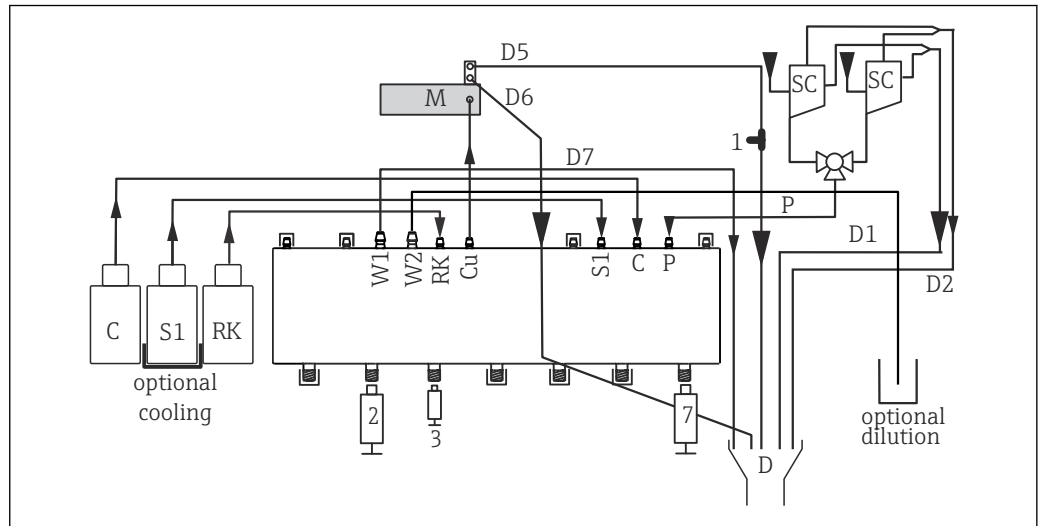 D5
SC
SC
M
D6
1
D7
P
D1
W1
W2
RK
Cu
S1
C
P
D2
C
S1
RK
optional
cooling
2
3
7
optional
dilution
D